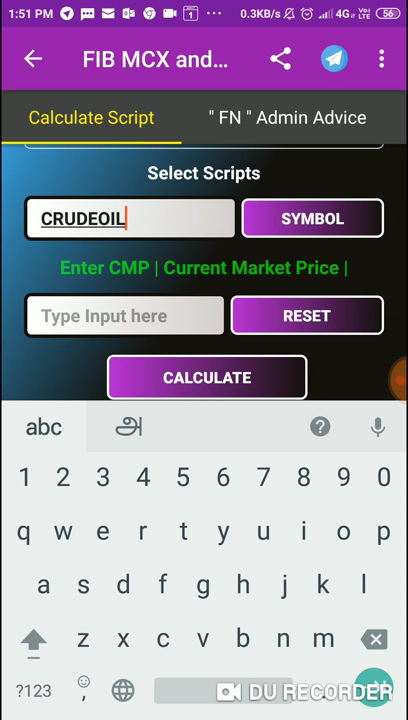 1:51 PM
0.3KB/s
4G
Vo
LTE
56
FIB MCX and...
Calculate Script
" FN " Admin Advice
Select Scripts
CRUDEOIL
SYMBOL
Enter CMP | Current Market Price |
Type Input here
RESET
CALCULATE
abc
அ
1 2 3 4 5 6 7 8 9 0
q w e r t y u i o p
a s d f g h j k l
z x c v b n m
?123
,
DU RECORDER